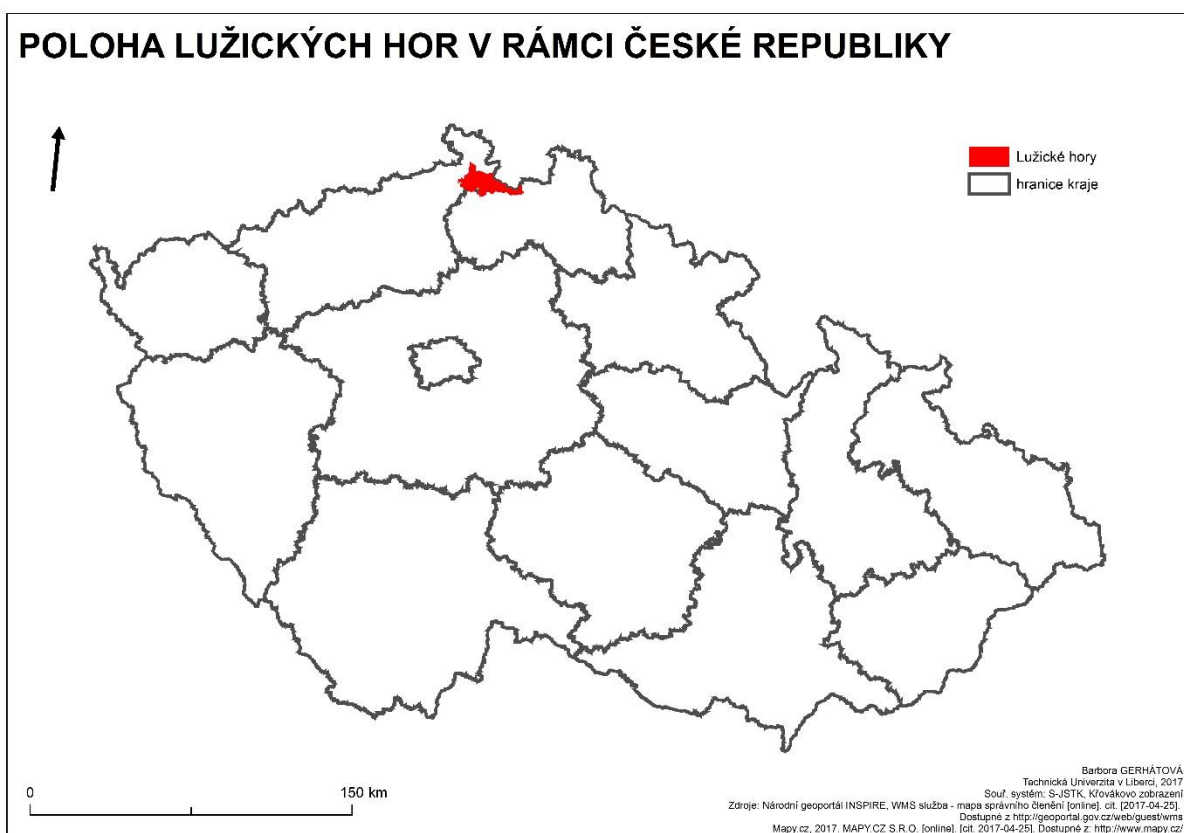 POLOHA LUŽICKÝCH HOR V RÁMCI ČESKÉ REPUBLIKY
Lužické hory
hranice kraje
0 150 km
Barbora GERHÁTOVÁ
Technická Univerzita v Liberci, 2017
Souř. systém: S-JSTK, Křovákovo zobrazení
Zdroje: Národní geoportál INSPIRE, WMS služba - mapa správního členění [online]. cit. [2017-04-25].
Dostupné z http://geoportal.gov.cz/web/guest/wms
Mapy.cz, 2017. MAPY.CZ S.R.O. [online]. [cit. 2017-04-25]. Dostupné z: http://www.mapy.cz/